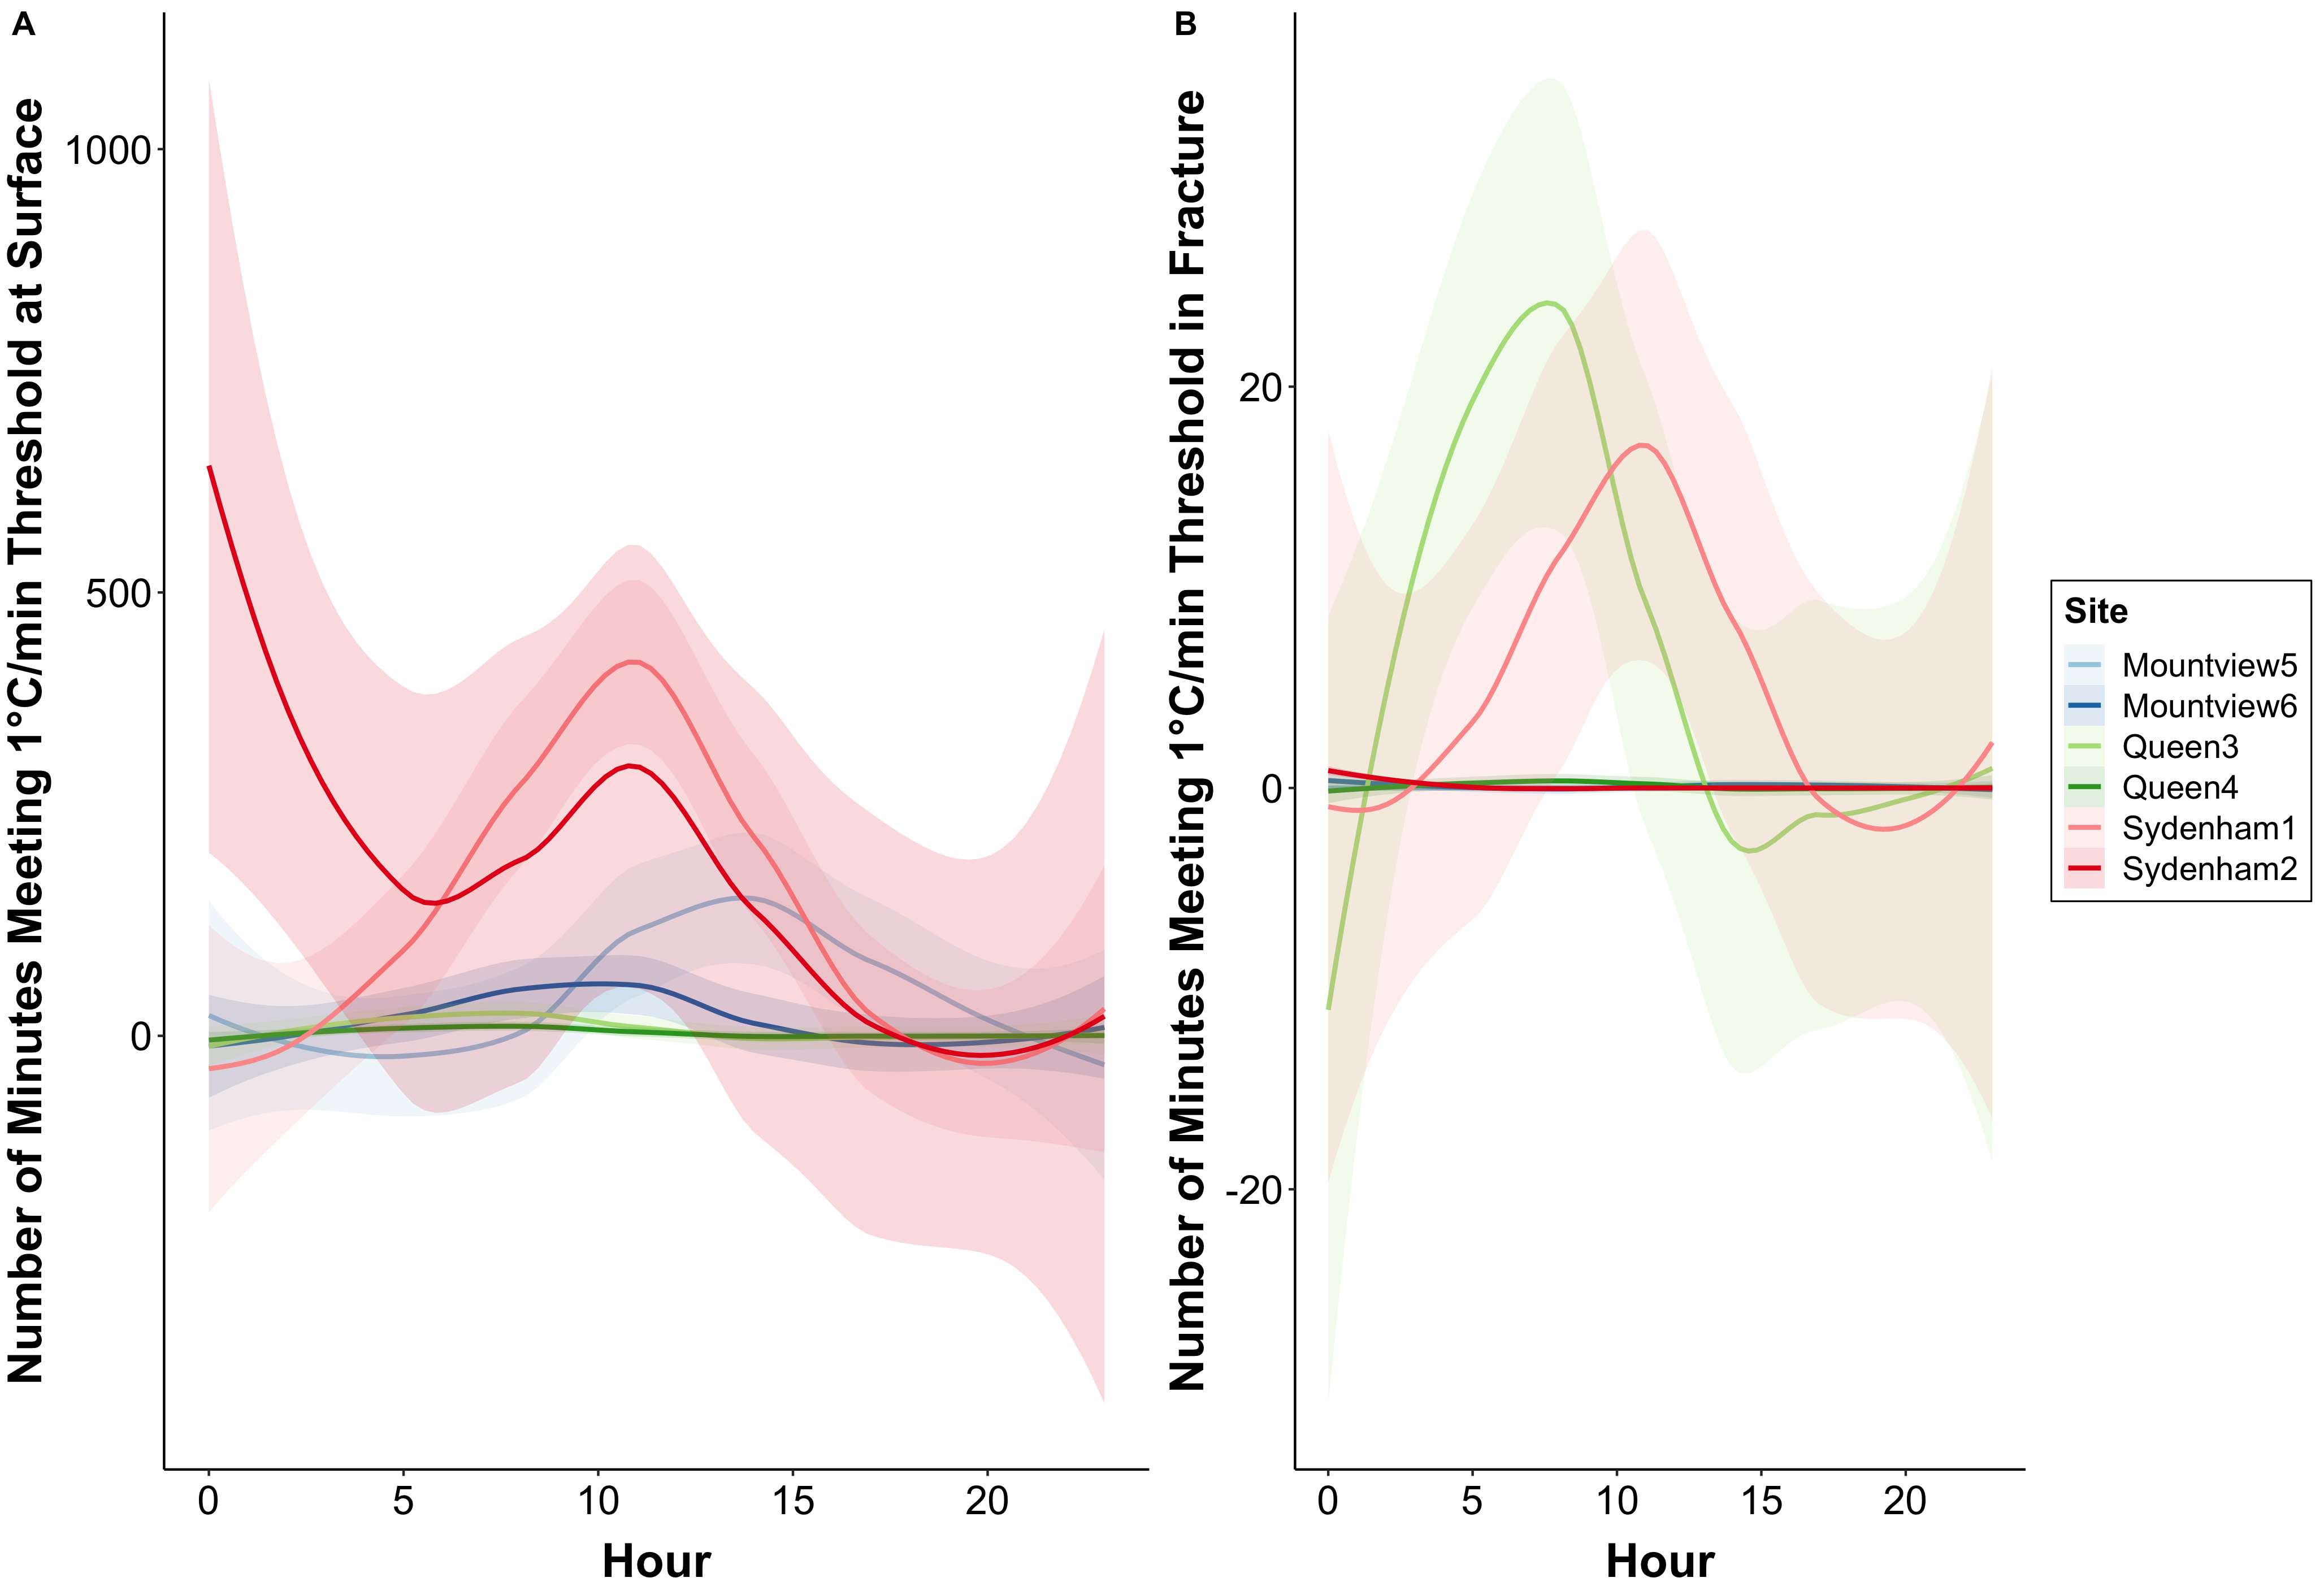 A
Number of Minutes Meeting 1°C/min Threshold at Surface
1000
500
0
0 5 10 15 20
Hour
B
Number of Minutes Meeting 1°C/min Threshold in Fracture
20
0
-20
0 5 10 15 20
Hour
Site
Mountview5
Mountview6
Queen3
Queen4
Sydenham1
Sydenham2